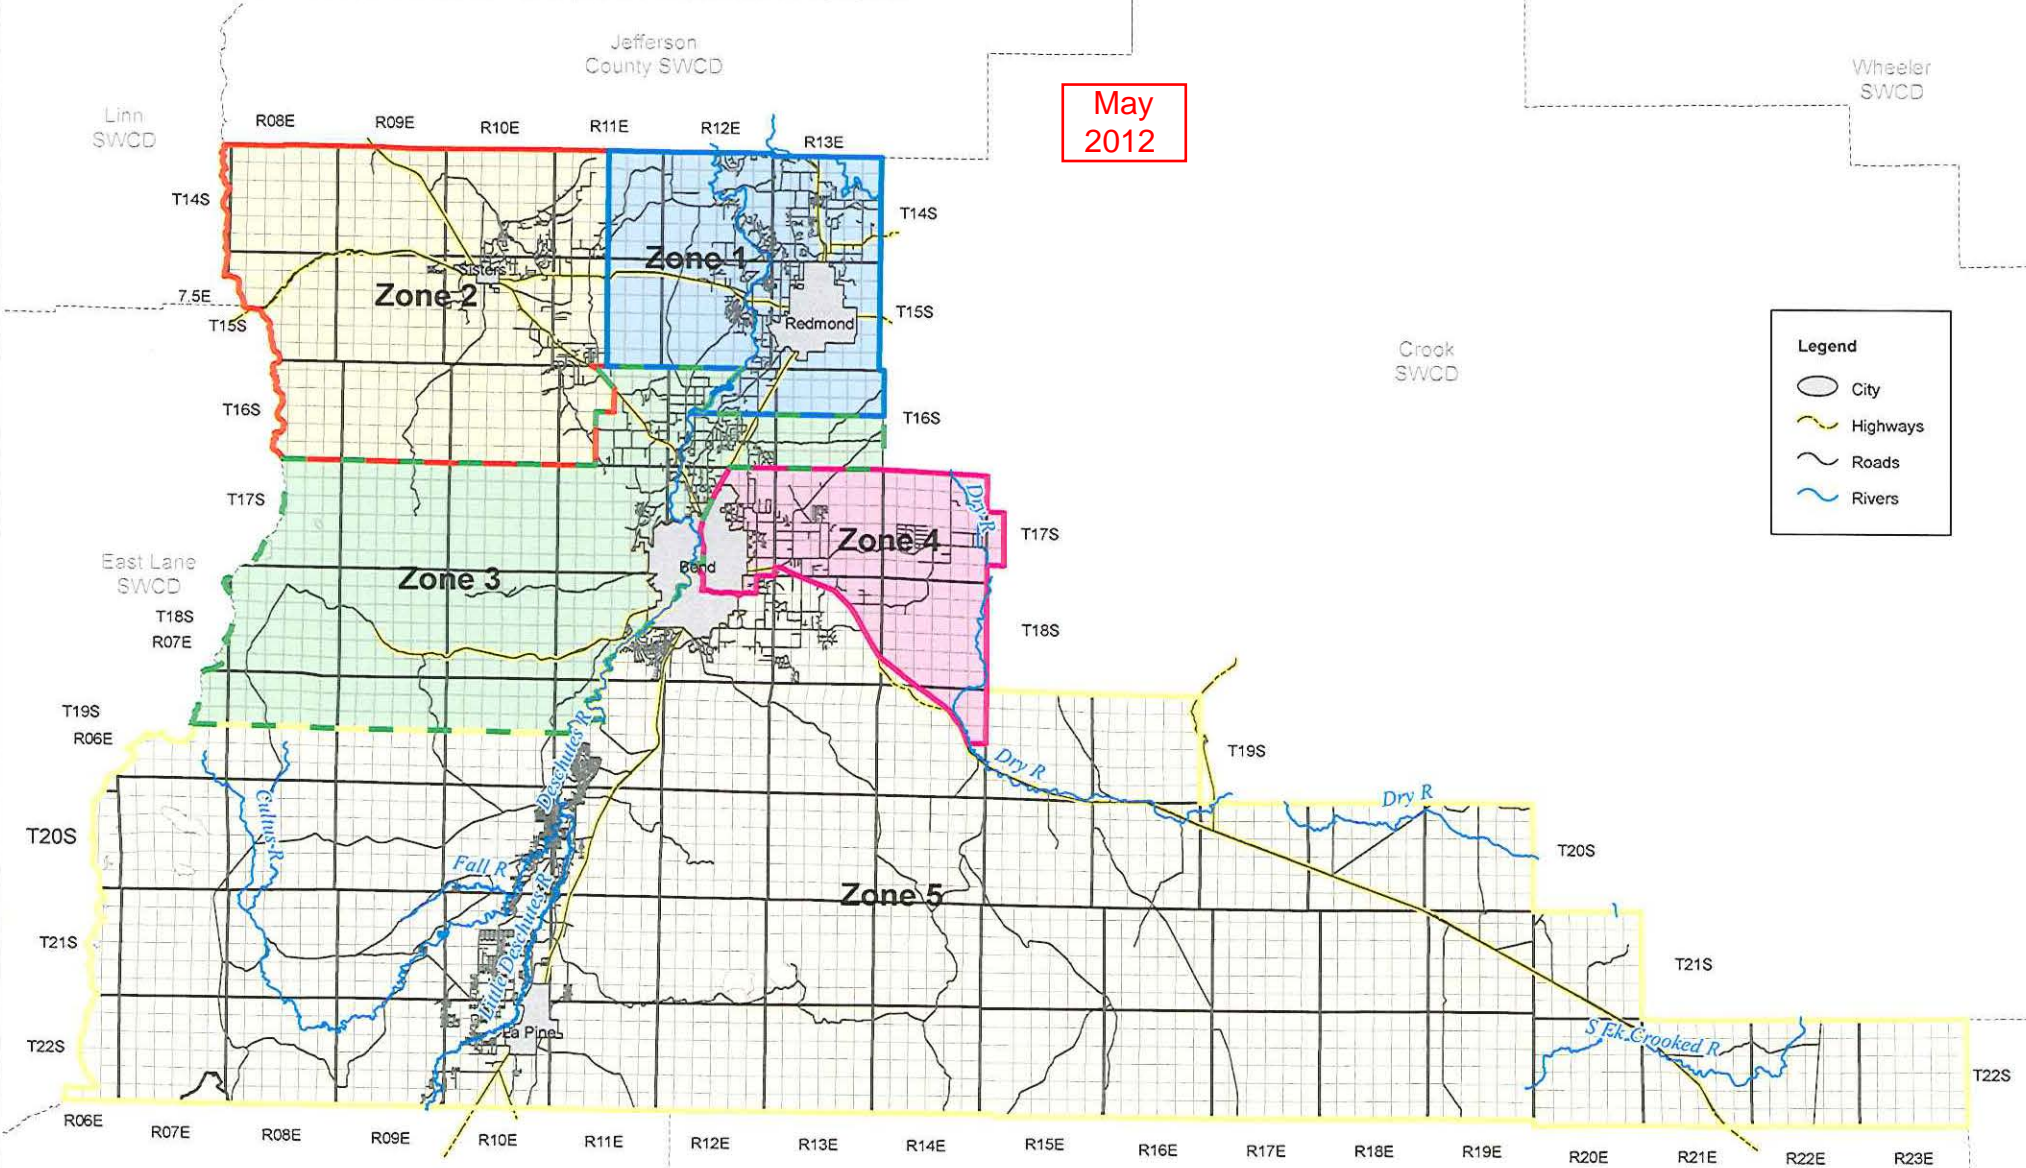 Jefferson
County SWCD
Wheeler
SWCD
Linn
SWCD
May
2012
R08E
R09E
R10E
R11E
R12E
R13E
T14S
T14S
Zone 1
Sisters
Zone 2
7.5E
T15S
T15S
Redmond
Crook
SWCD
Legend
City
Highways
Roads
Rivers
T16S
T16S
T17S
Dry R
T17S
Zone 4
East Lane
SWCD
Zone 3
Bend
T18S
R07E
T18S
T19S
R06E
Deschutes R
Dry R
T19S
Dry R
Cultus R
T20S
T20S
Fall R
Zone 5
Little Deschutes R
T21S
T21S
La Pine
S Fk Crooked R
T22S
T22S
R06E
R07E
R08E
R09E
R10E
R11E
R12E
R13E
R14E
R15E
R16E
R17E
R18E
R19E
R20E
R21E
R22E
R23E